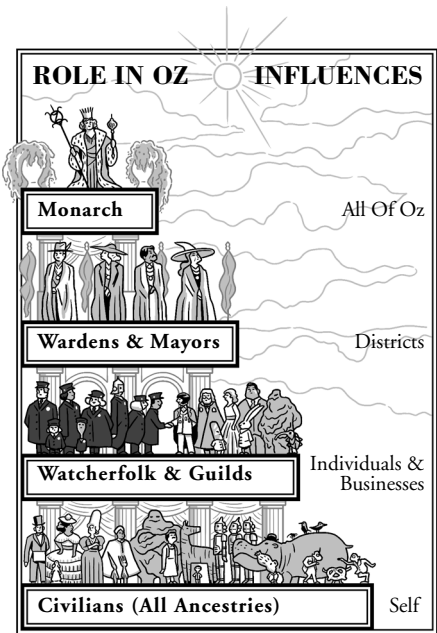 ROLE IN OZ INFLUENCES
Monarch All Of Oz
Wardens & Mayors Districts
Watcherfolk & Guilds Individuals &
Businesses
Civilians (All Ancestries) Self